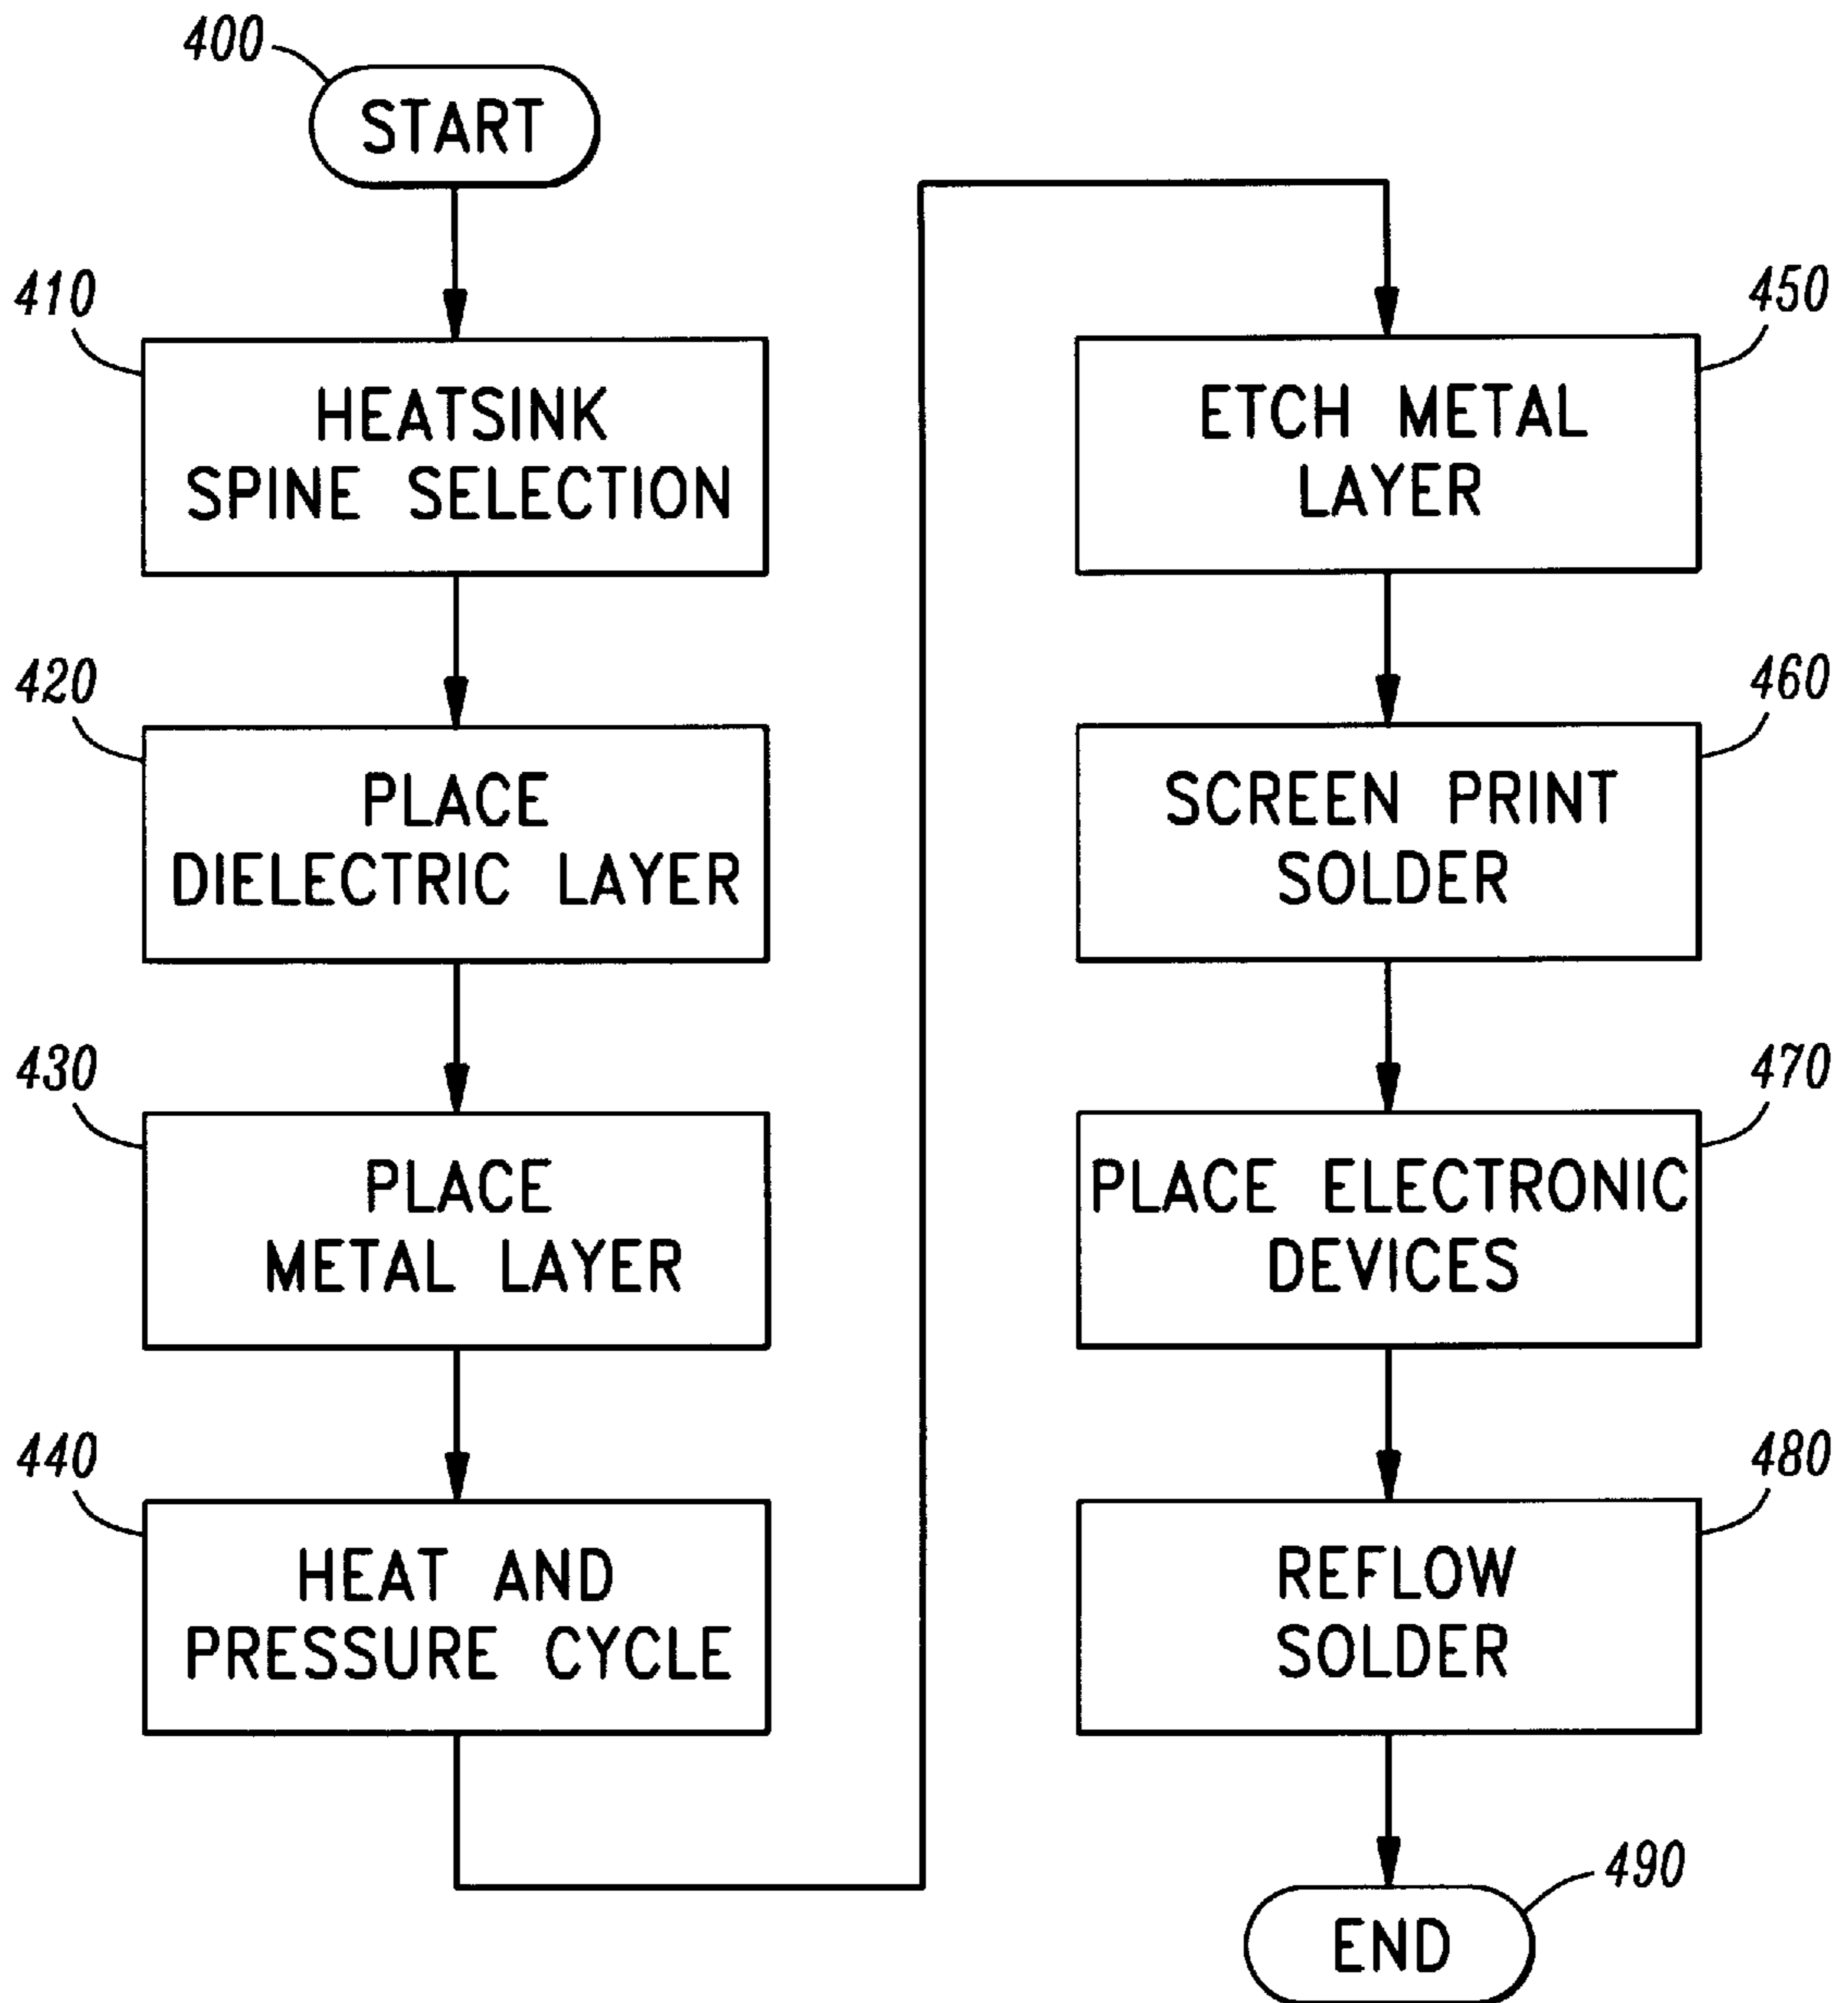 400
START
410
HEATSINK
SPINE SELECTION
420
PLACE
DIELECTRIC LAYER
430
PLACE
METAL LAYER
440
HEAT AND
PRESSURE CYCLE
450
ETCH METAL
LAYER
460
SCREEN PRINT
SOLDER
470
PLACE ELECTRONIC
DEVICES
480
REFLOW
SOLDER
490
END